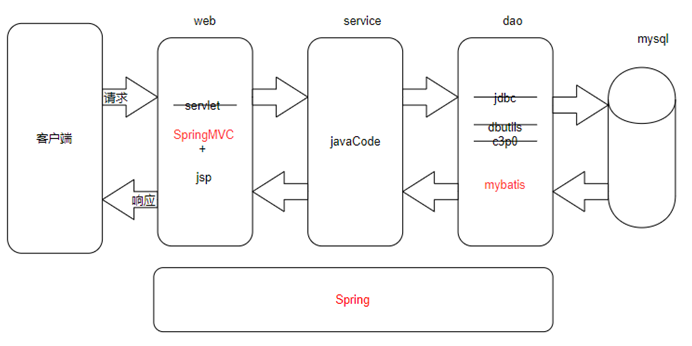 web
service
dao
mysql
客户端
请求
响应
servlet
SpringMVC
+
jsp
javaCode
jdbc
dbutils
c3p0
mybatis
Spring